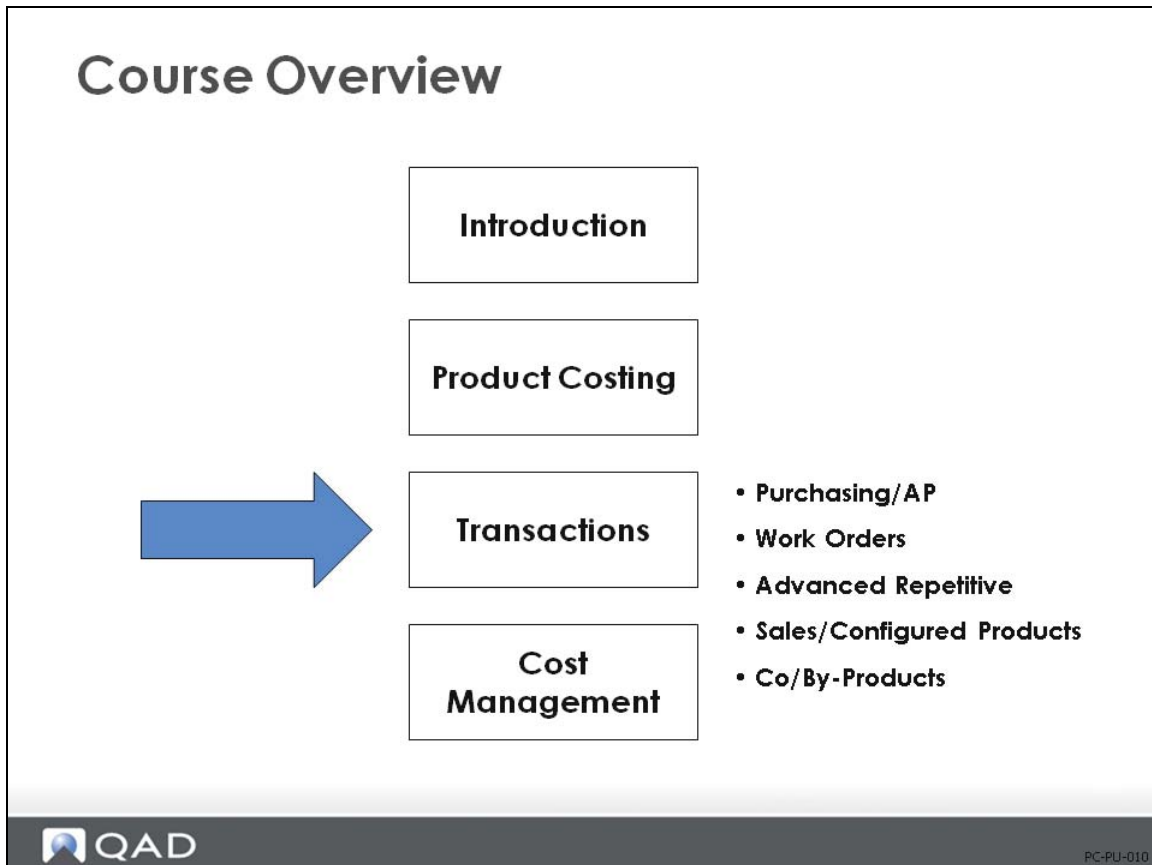 Course Overview
Introduction
Product Costing
Transactions
• Purchasing/AP
• Work Orders
• Advanced Repetitive
• Sales/Configured Products
• Co/By-Products
Cost
Management
QAD
PC-PU-010